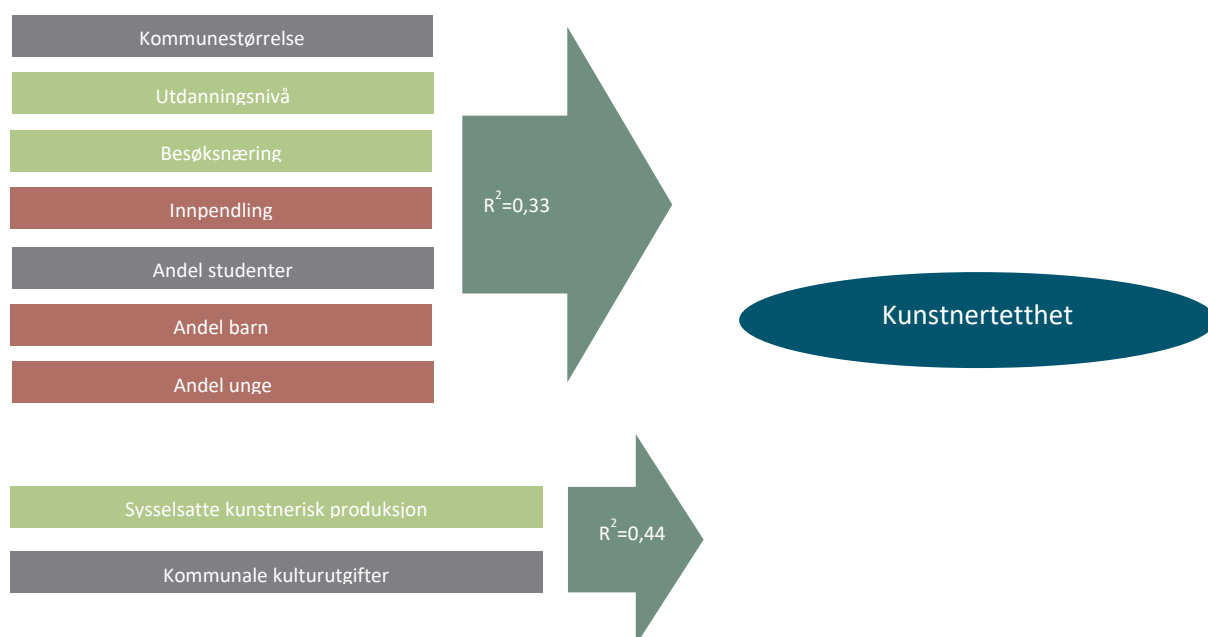 Kommunestørrelse
Utdanningsnivå
Besøksnæring
Innpendling
Andel studenter
Andel barn
Andel unge
R²=0,33
Kunstnertetthet
Sysselsatte kunstnerisk produksjon
Kommunale kulturutgifter
R²=0,44